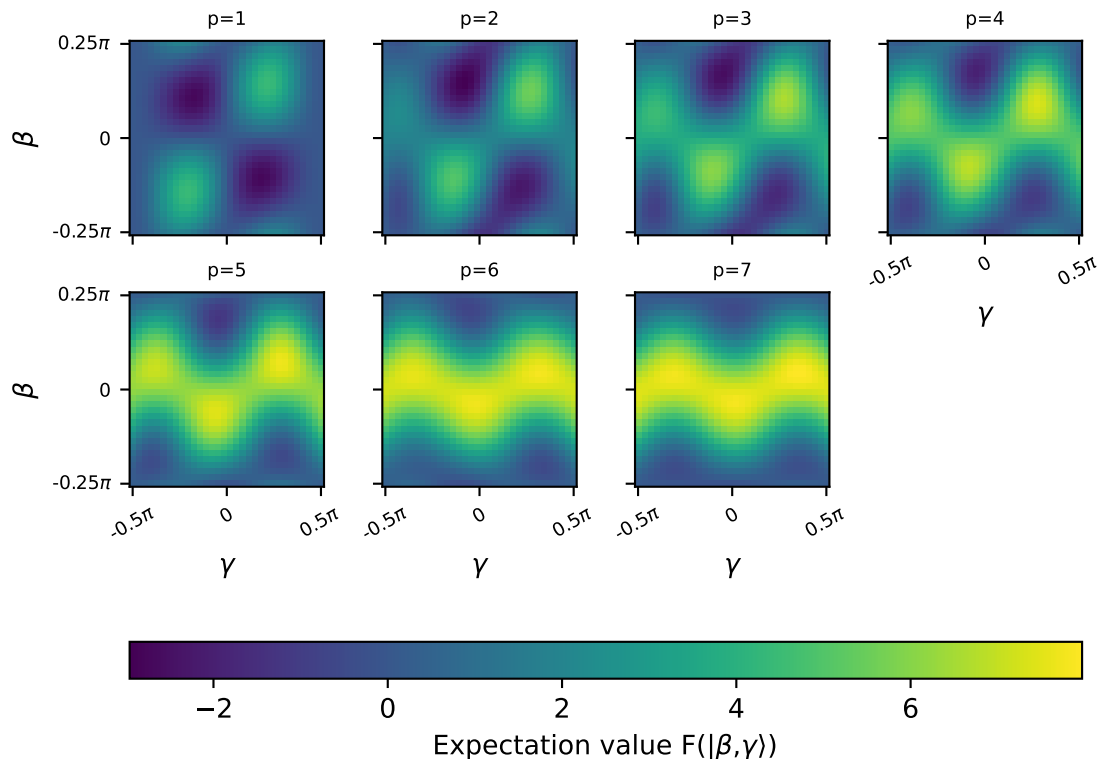 p=1 p=2 p=3 p=4
0.25π
β
0
-0.25π
-0.5π 0 0.5π
γ
p=5 p=6 p=7
0.25π
β
0
-0.25π
-0.5π 0 0.5π -0.5π 0 0.5π -0.5π 0 0.5π
γ γ γ
−2 0 2 4 6
Expectation value F(|β,γ⟩)